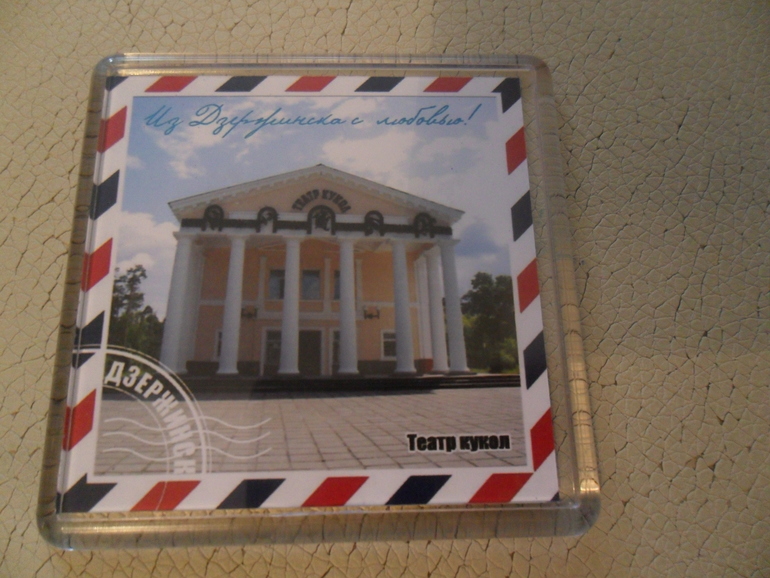 Из Дзержинска с любовью!
ТЕАТР КУКОЛ
ДЗЕРЖИНСК
Театр кукол